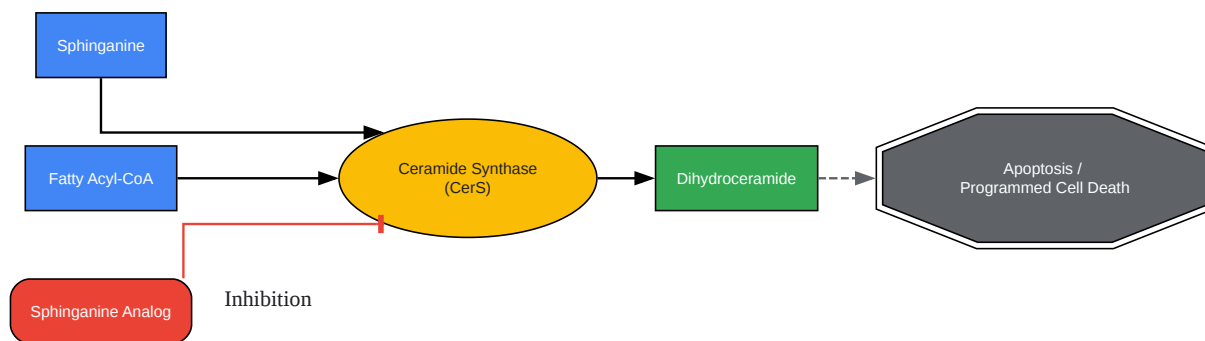 Sphinganine
Fatty Acyl-CoA
Ceramide Synthase
(CerS)
Dihydroceramide
Apoptosis /
Programmed Cell Death
Sphinganine Analog
Inhibition